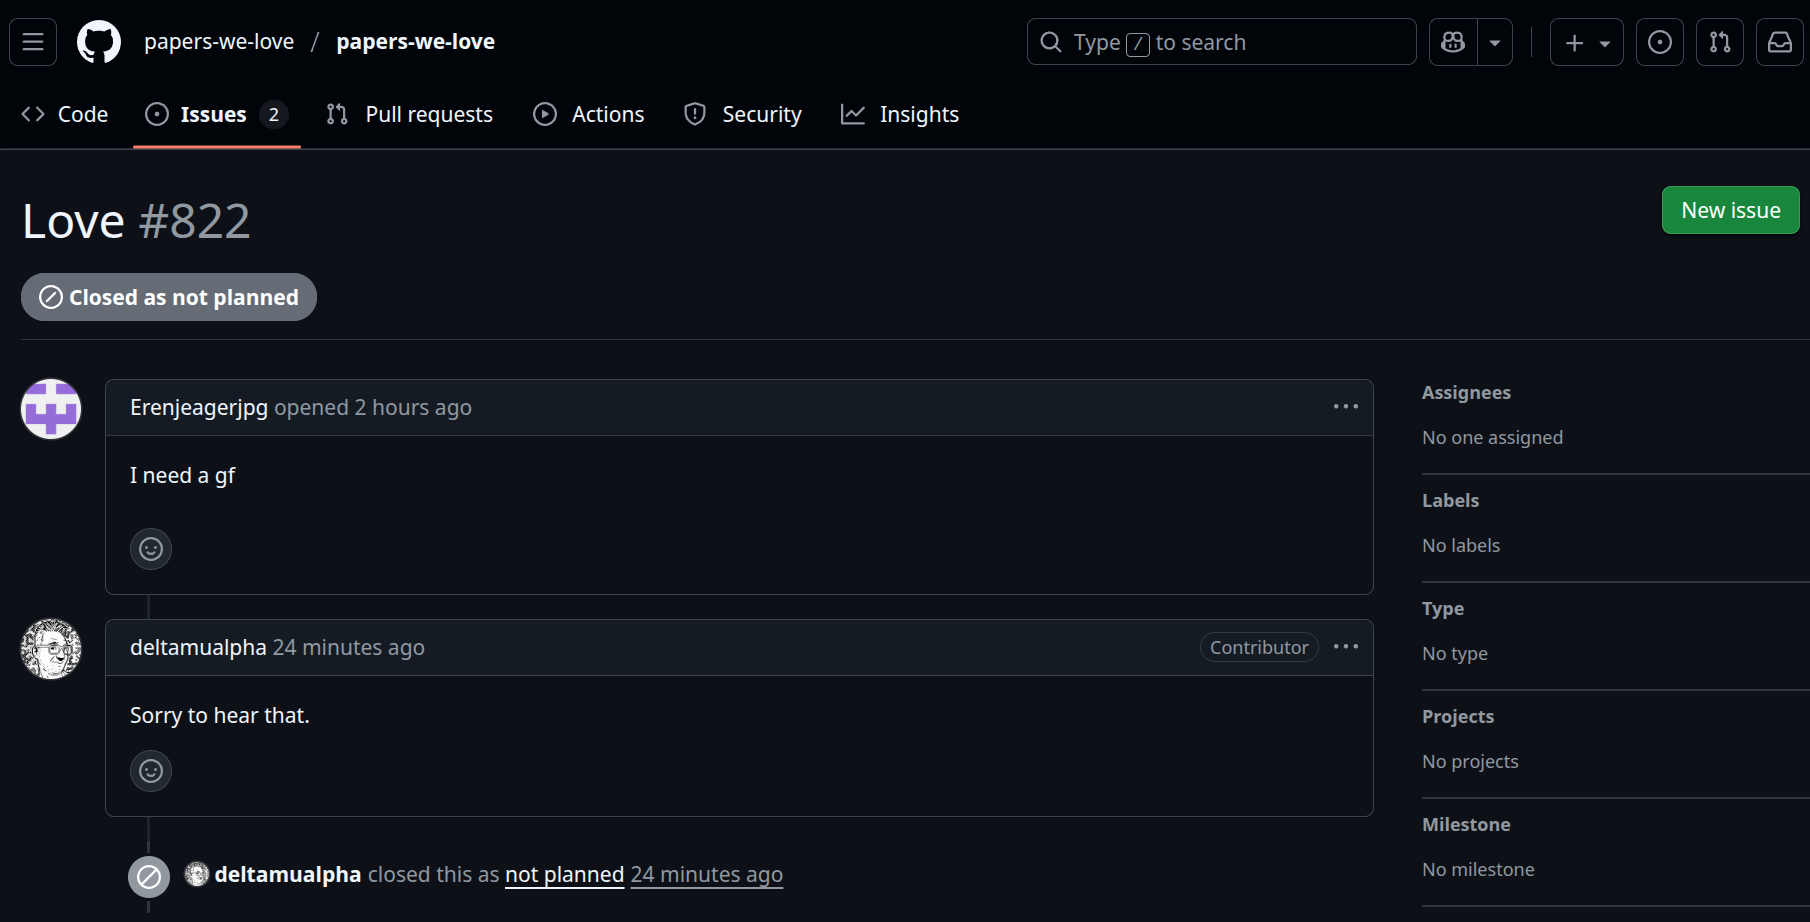 papers-we-love / papers-we-love
Type / to search
Code
Issues 2
Pull requests
Actions
Security
Insights
Love #822
New issue
Closed as not planned
Erenjeagerjpg opened 2 hours ago
I need a gf
deltamualpha 24 minutes ago
Contributor
Sorry to hear that.
deltamualpha closed this as not planned 24 minutes ago
Assignees
No one assigned
Labels
No labels
Type
No type
Projects
No projects
Milestone
No milestone